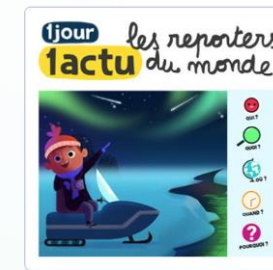 1jour
1actu
les reporters
du monde
QUI ?
QUOI ?
OÙ ?
QUAND ?
POURQUOI ?